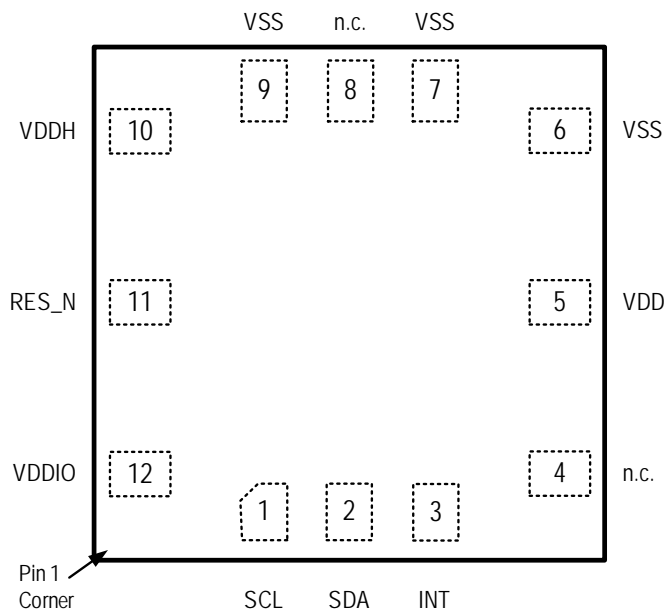 VSS n.c. VSS
9 8 7
VDDH 10 6 VSS
RES_N 11 5 VDD
VDDIO 12 4 n.c.
1 2 3
Pin 1
Corner
SCL SDA INT